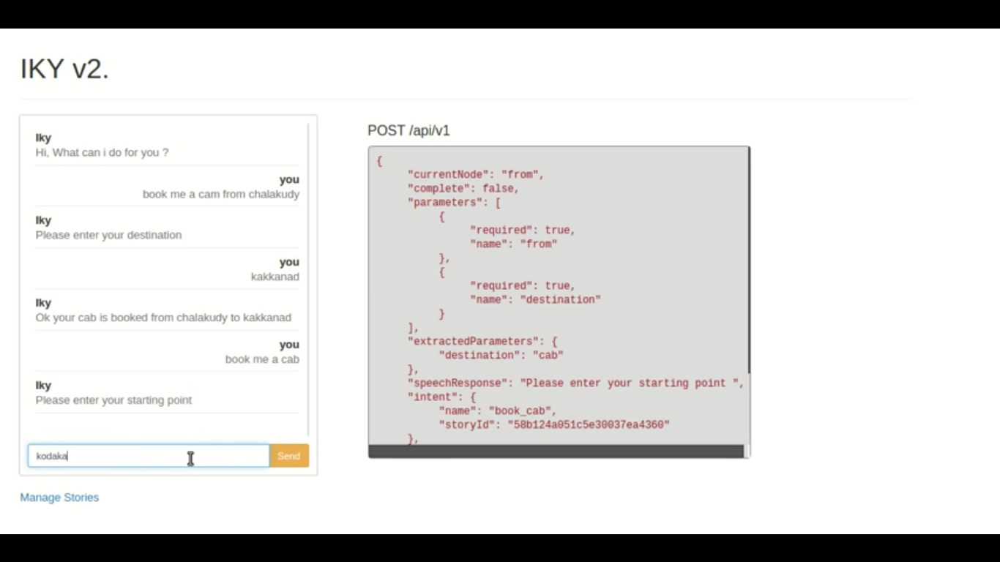 IKY v2.
Iky
Hi, What can i do for you ?
you
book me a cam from chalakudy
Iky
Please enter your destination
you
kakkanad
Iky
Ok your cab is booked from chalakudy to kakkanad
you
book me a cab
Iky
Please enter your starting point
kodaka
Send
Manage Stories
POST /api/v1
{
"currentNode": "from",
"complete": false,
"parameters": [
{
"required": true,
"name": "from"
},
{
"required": true,
"name": "destination"
}
],
"extractedParameters": {
"destination": "cab"
},
"speechResponse": "Please enter your starting point ",
"intent": {
"name": "book_cab",
"storyId": "58b124a051c5e30037ea4360"
},